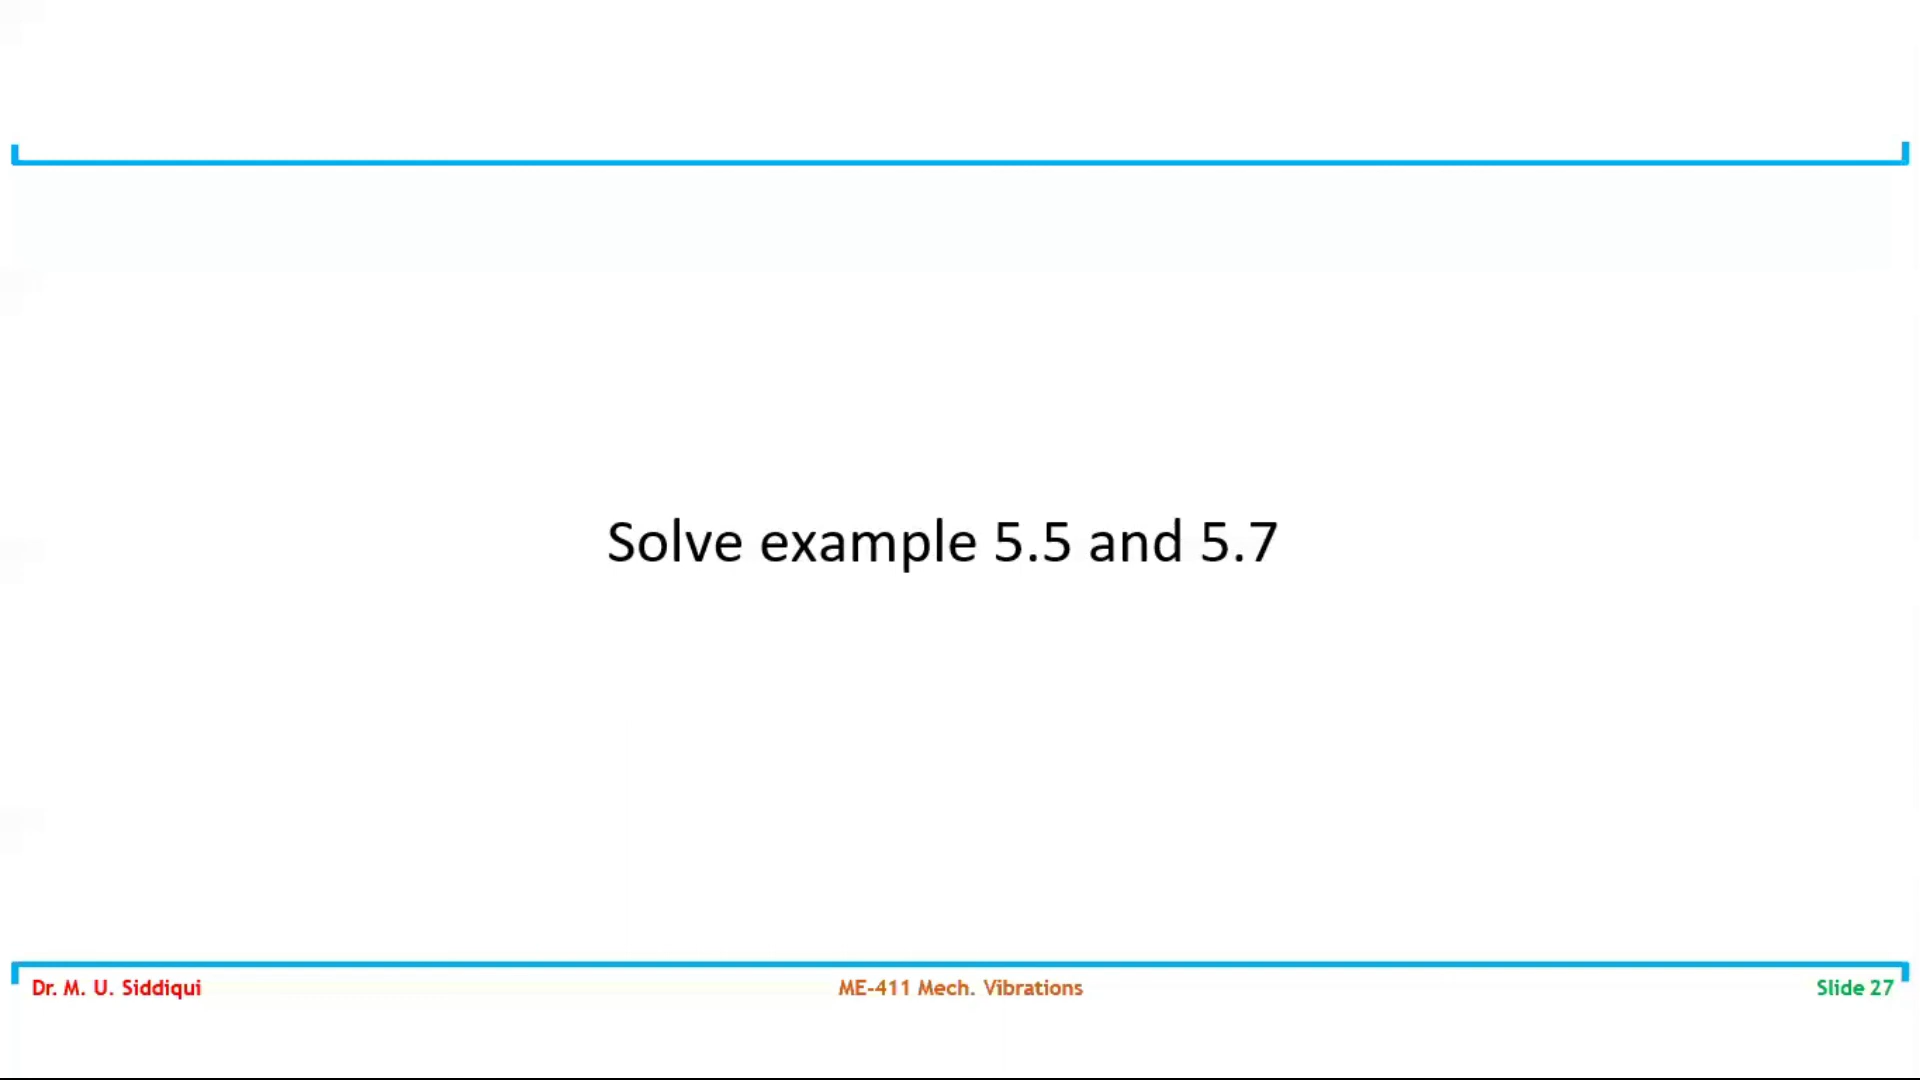 Solve example 5.5 and 5.7
Dr. M. U. Siddiqui
ME-411 Mech. Vibrations
Slide 27